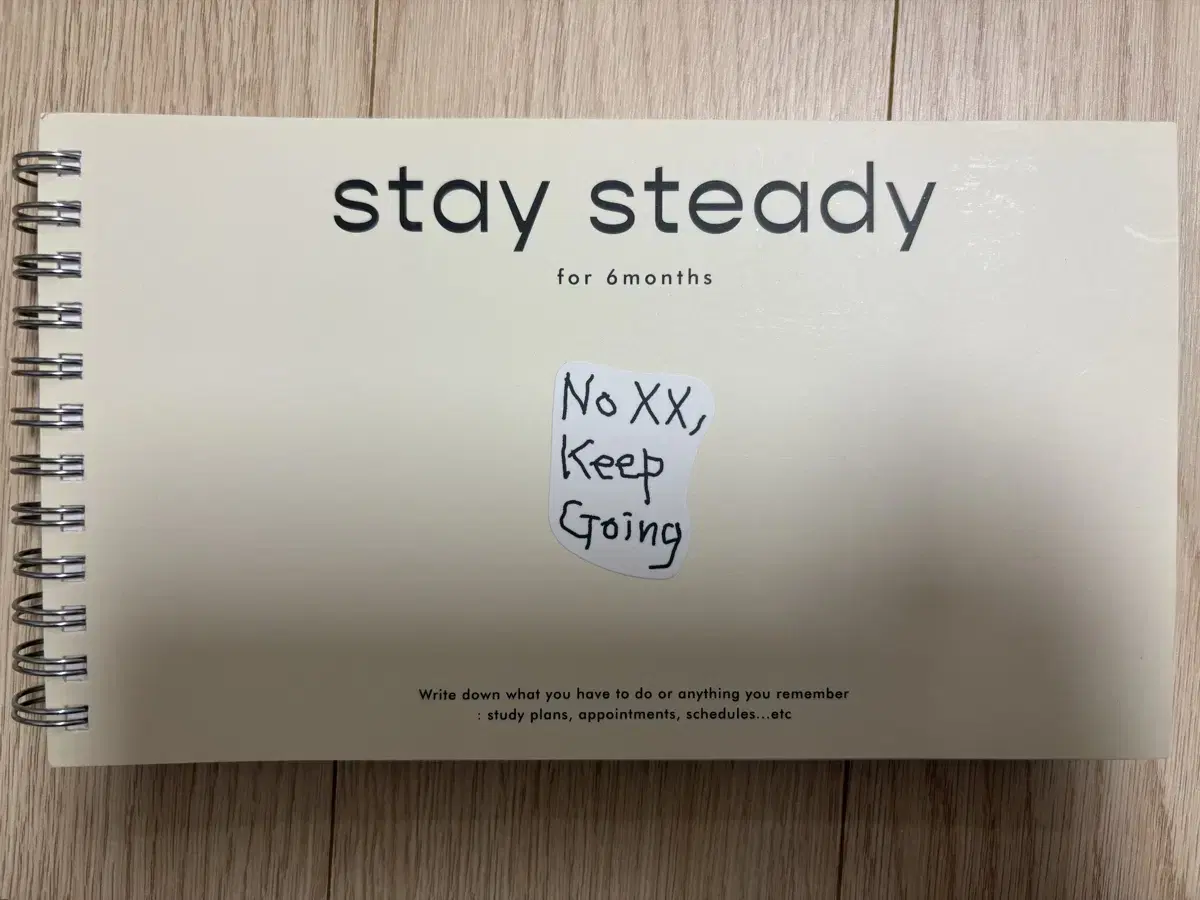 stay steady
for 6months
No XX,
Keep
Going
Write down what you have to do or anything you remember
: study plans, appointments, schedules...etc